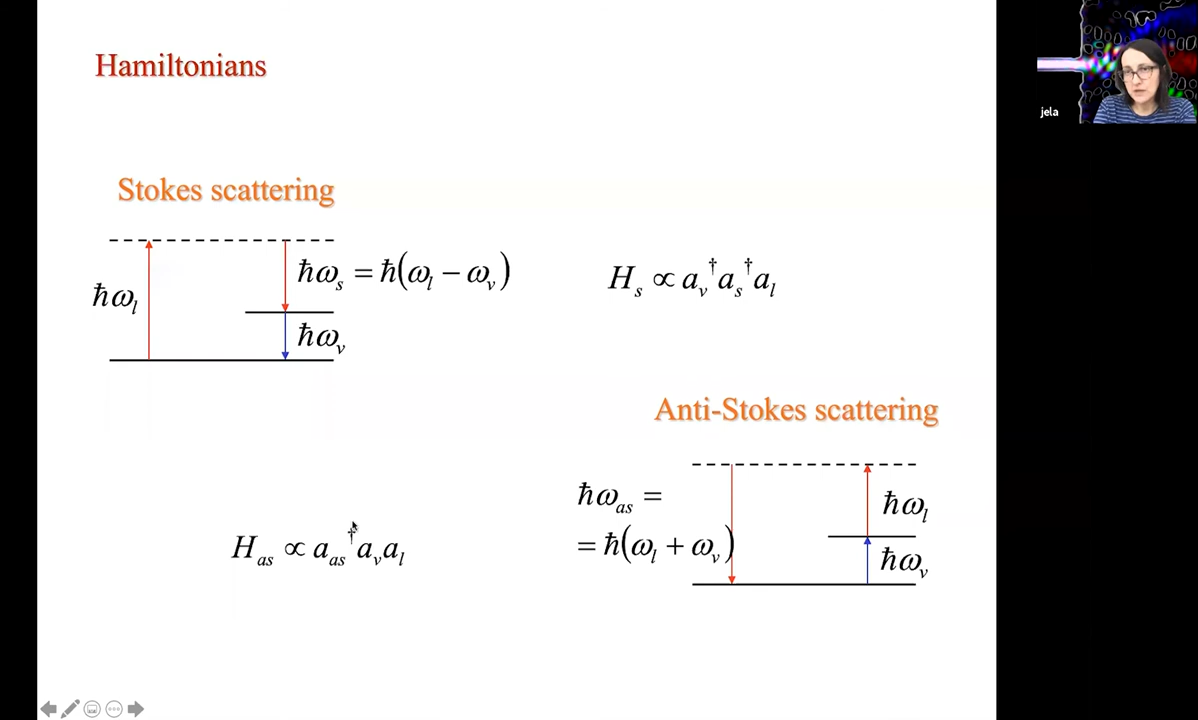 Hamiltonians
jela
Stokes scattering
ħω_l
ħω_s = ħ(ω_l − ω_v)
ħω_v
H_s ∝ a_v† a_s† a_l
Anti-Stokes scattering
ħω_as =
= ħ(ω_l + ω_v)
ħω_l
ħω_v
H_as ∝ a_as† a_v a_l